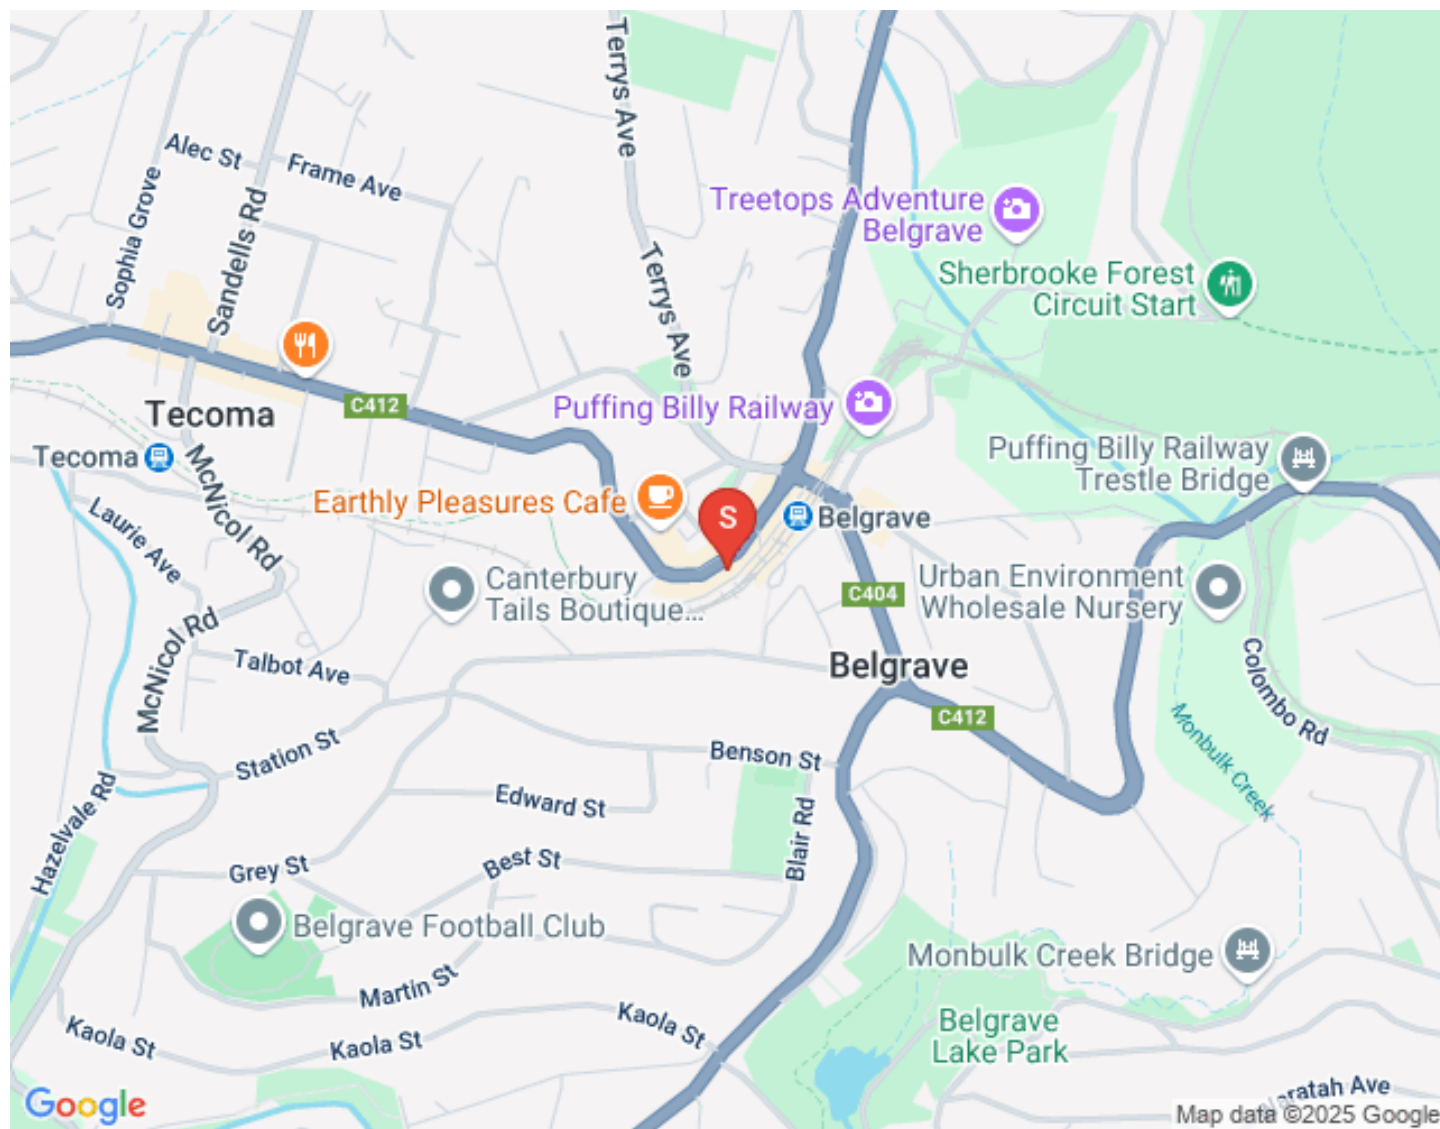 Terrys Ave
Alec St
Frame Ave
Sophia Grove
Sandells Rd
Treetops Adventure
Belgrave
Terrys Ave
Sherbrooke Forest
Circuit Start
C412
Tecoma
Puffing Billy Railway
Tecoma
McNicol Rd
Puffing Billy Railway
Trestle Bridge
Earthly Pleasures Cafe
S
Belgrave
Laurie Ave
Canterbury
Tails Boutique...
C404
Urban Environment
Wholesale Nursery
McNicol Rd
Talbot Ave
Belgrave
C412
Colombo Rd
Monbulk Creek
Station St
Benson St
Edward St
Hazelvale Rd
Blair Rd
Grey St
Best St
Belgrave Football Club
Monbulk Creek Bridge
Martin St
Kaola St
Kaola St
Kaola St
Belgrave
Lake Park
Google
Map data ©2025 Google